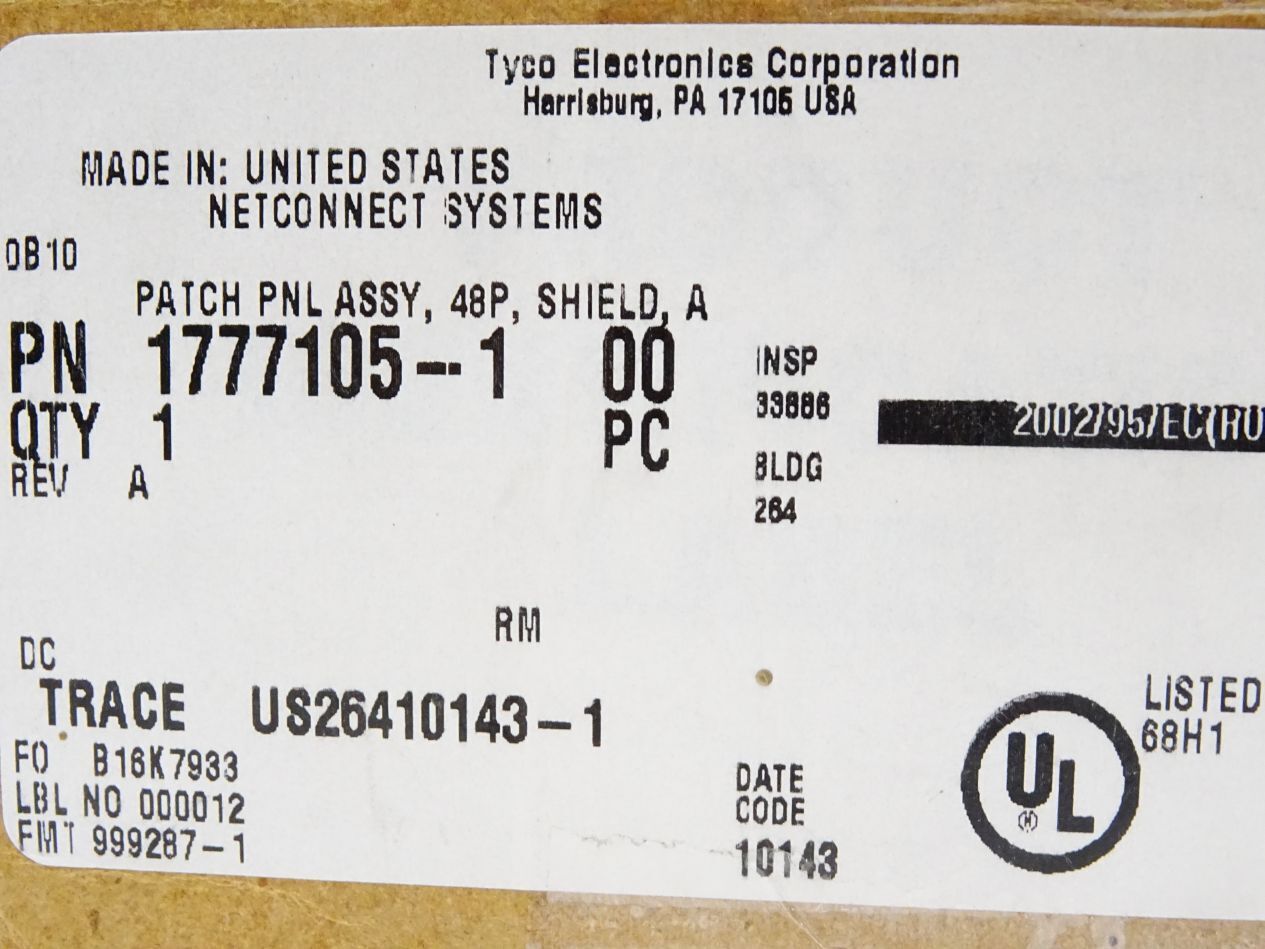 Tyco Electronics Corporation
Harrisburg, PA 17105 USA
MADE IN: UNITED STATES
NETCONNECT SYSTEMS
0B10
PATCH PNL ASSY, 48P, SHIELD, A
PN 1777105-1 00
QTY 1 PC
REV A
INSP
33886
2002/95/EC(RU
BLDG
264
RM
DC
TRACE US26410143-1
FO B16K7933
LBL NO 000012
FMT 999287-1
DATE
CODE
10143
UL
LISTED
68H1